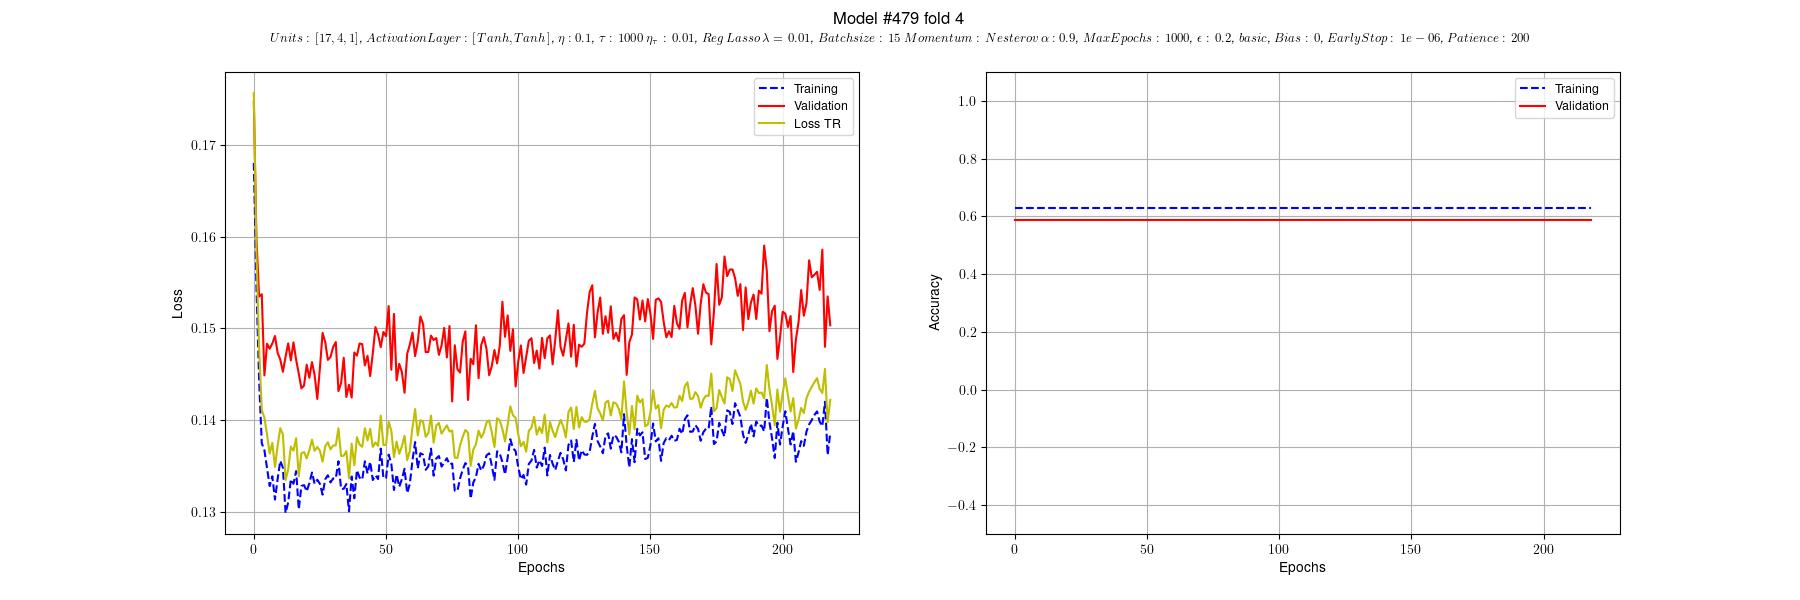 Model #479 fold 4
Units : [17, 4, 1], ActivationLayer : [Tanh, Tanh], η : 0.1, τ : 1000 ητ : 0.01, Reg Lasso λ = 0.01, Batchsize : 15 Momentum : Nesterov α : 0.9, MaxEpochs : 1000, ϵ : 0.2, basic, Bias : 0, EarlyStop : 1e − 06, Patience : 200
Training
Validation
Loss TR
0.17
0.16
0.15
0.14
0.13
Loss
0 50 100 150 200
Epochs
Training
Validation
1.0
0.8
0.6
0.4
0.2
0.0
−0.2
−0.4
Accuracy
0 50 100 150 200
Epochs